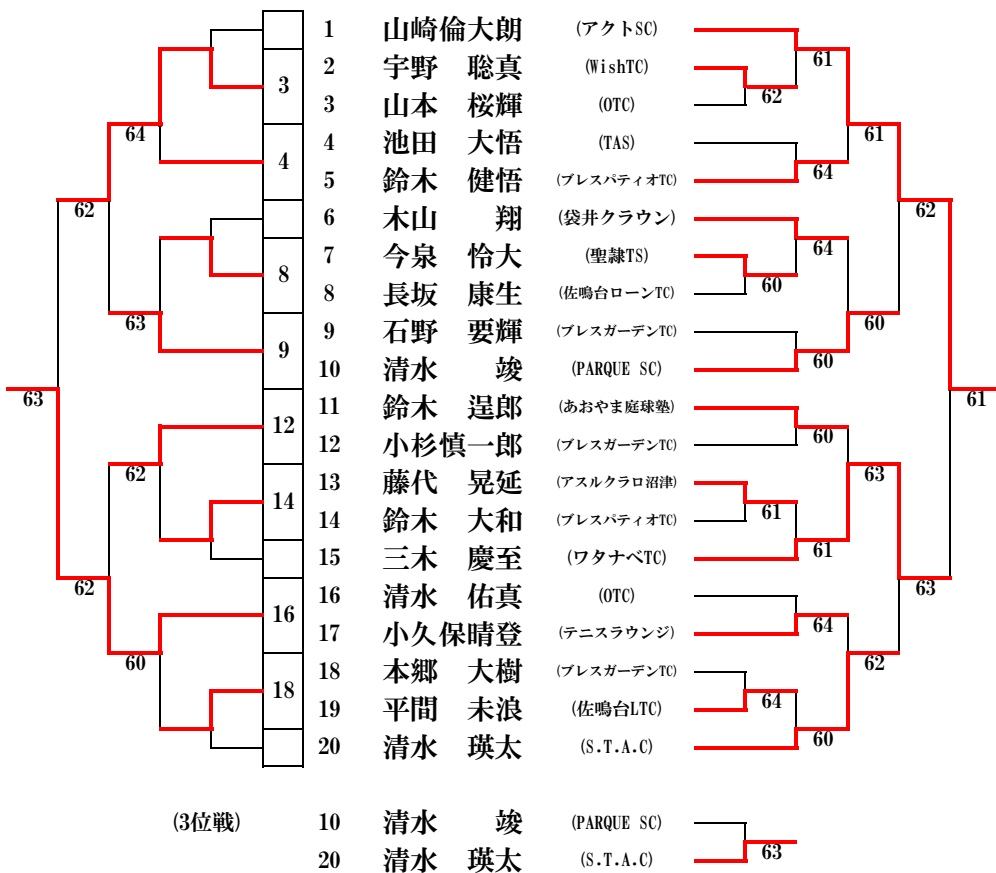 1 山崎倫大朗 (アクトSC)
61
2 宇野 聡真 (WishTC)
3
62
3 山本 桜輝 (OTC)
64 61
4 池田 大悟 (TAS)
4
64
5 鈴木 健悟 (ブレスパティオTC)
62 62
6 木山 翔 (袋井クラウン)
64
7 今泉 怜大 (聖隷TS)
8
60
8 長坂 康生 (佐鳴台ローンTC)
63 60
9 石野 要輝 (ブレスガーデンTC)
9
60
10 清水 竣 (PARQUE SC)
63 61
11 鈴木 逞郎 (あおやま庭球塾)
12
60
12 小杉慎一郎 (ブレスガーデンTC)
62 63
13 藤代 晃延 (アスルクラロ沼津)
14
61
14 鈴木 大和 (ブレスパティオTC)
61
15 三木 慶至 (ワタナベTC)
62 63
16 清水 佑真 (OTC)
16
64
17 小久保晴登 (テニスラウンジ)
60 62
18 本郷 大樹 (ブレスガーデンTC)
18
64
19 平間 未浪 (佐鳴台LTC)
60
20 清水 瑛太 (S.T.A.C)
(3位戦) 10 清水 竣 (PARQUE SC)
63
20 清水 瑛太 (S.T.A.C)